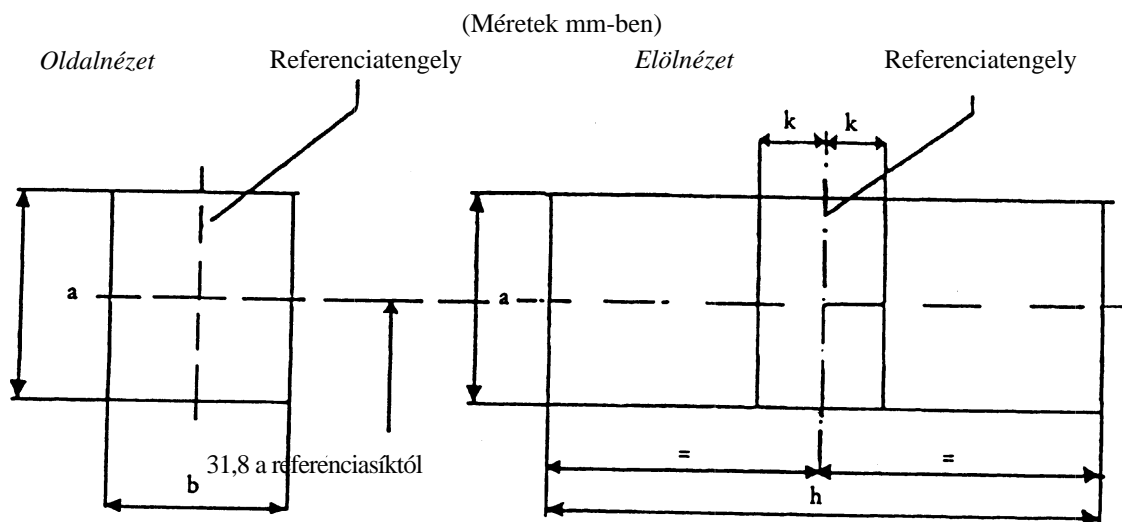 (Méretek mm-ben)
Oldalnézet Referenciatengely Elölnézet Referenciatengely
k k
a a
31,8 a referenciasíktól
= =
b h